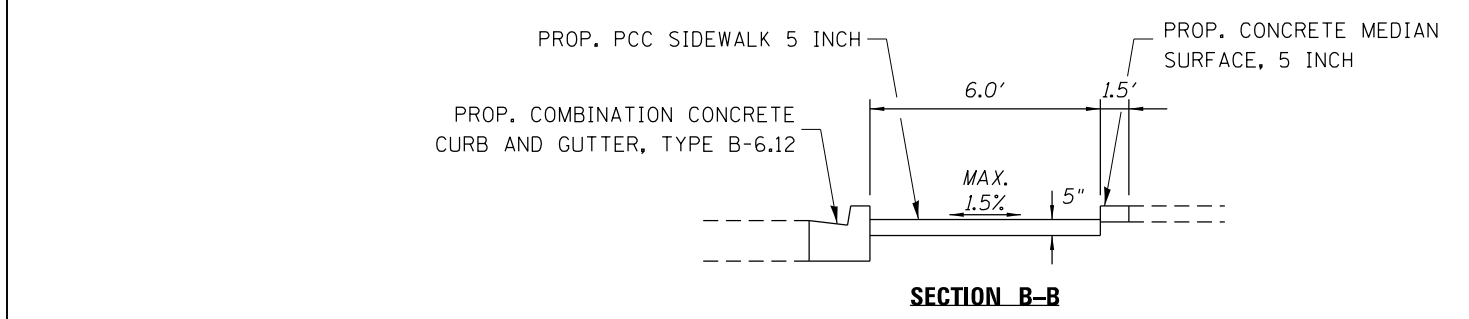 PROP. PCC SIDEWALK 5 INCH
PROP. CONCRETE MEDIAN
SURFACE, 5 INCH
6.0'
1.5'
PROP. COMBINATION CONCRETE
CURB AND GUTTER, TYPE B-6.12
MAX.
1.5%
5"
SECTION B-B